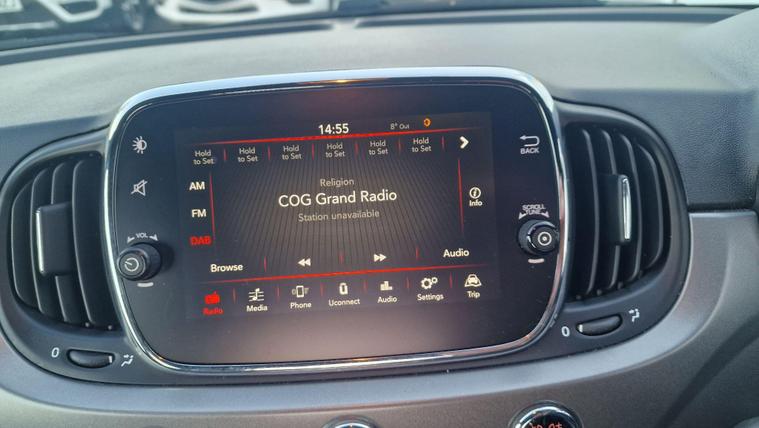 14:55 8° Out
Hold to Set Hold to Set Hold to Set Hold to Set Hold to Set Hold to Set
BACK
AM
Religion
COG Grand Radio
Station unavailable
Info
FM
SCROLL
TUNE
DAB
VOL
Browse Audio
Radio Media Phone Uconnect Audio Settings Trip
0 0